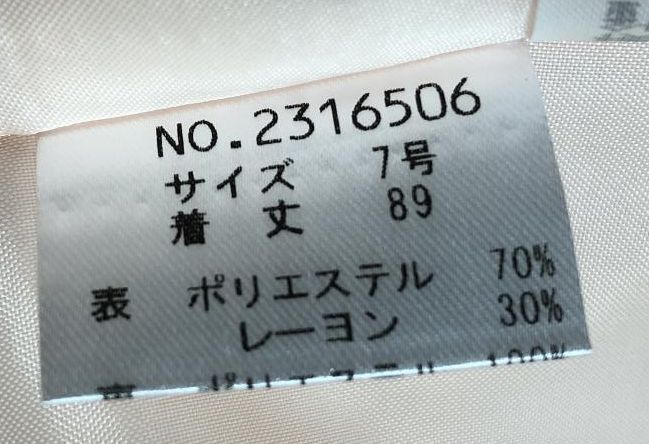 NO.2316506
サイズ 7号
着丈 89
表 ポリエステル 70%
レーヨン 30%